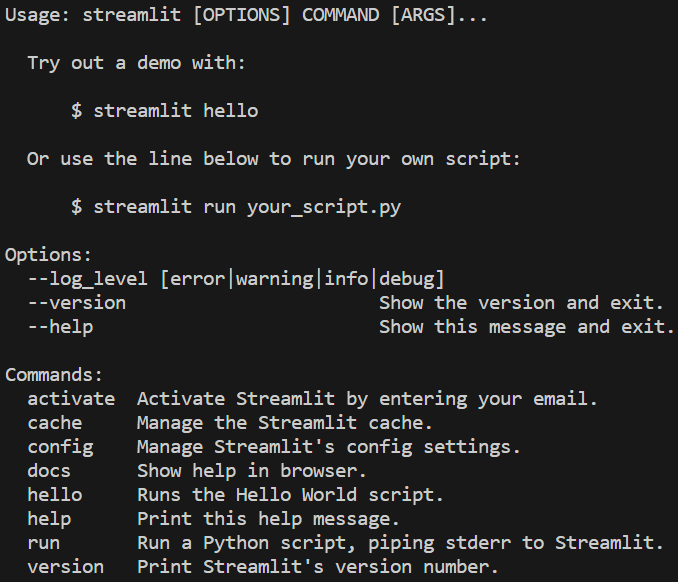 Usage: streamlit [OPTIONS] COMMAND [ARGS]...
Try out a demo with:
$ streamlit hello
Or use the line below to run your own script:
$ streamlit run your_script.py
Options:
--log_level [error|warning|info|debug]
--version Show the version and exit.
--help Show this message and exit.
Commands:
activate Activate Streamlit by entering your email.
cache Manage the Streamlit cache.
config Manage Streamlit's config settings.
docs Show help in browser.
hello Runs the Hello World script.
help Print this help message.
run Run a Python script, piping stderr to Streamlit.
version Print Streamlit's version number.